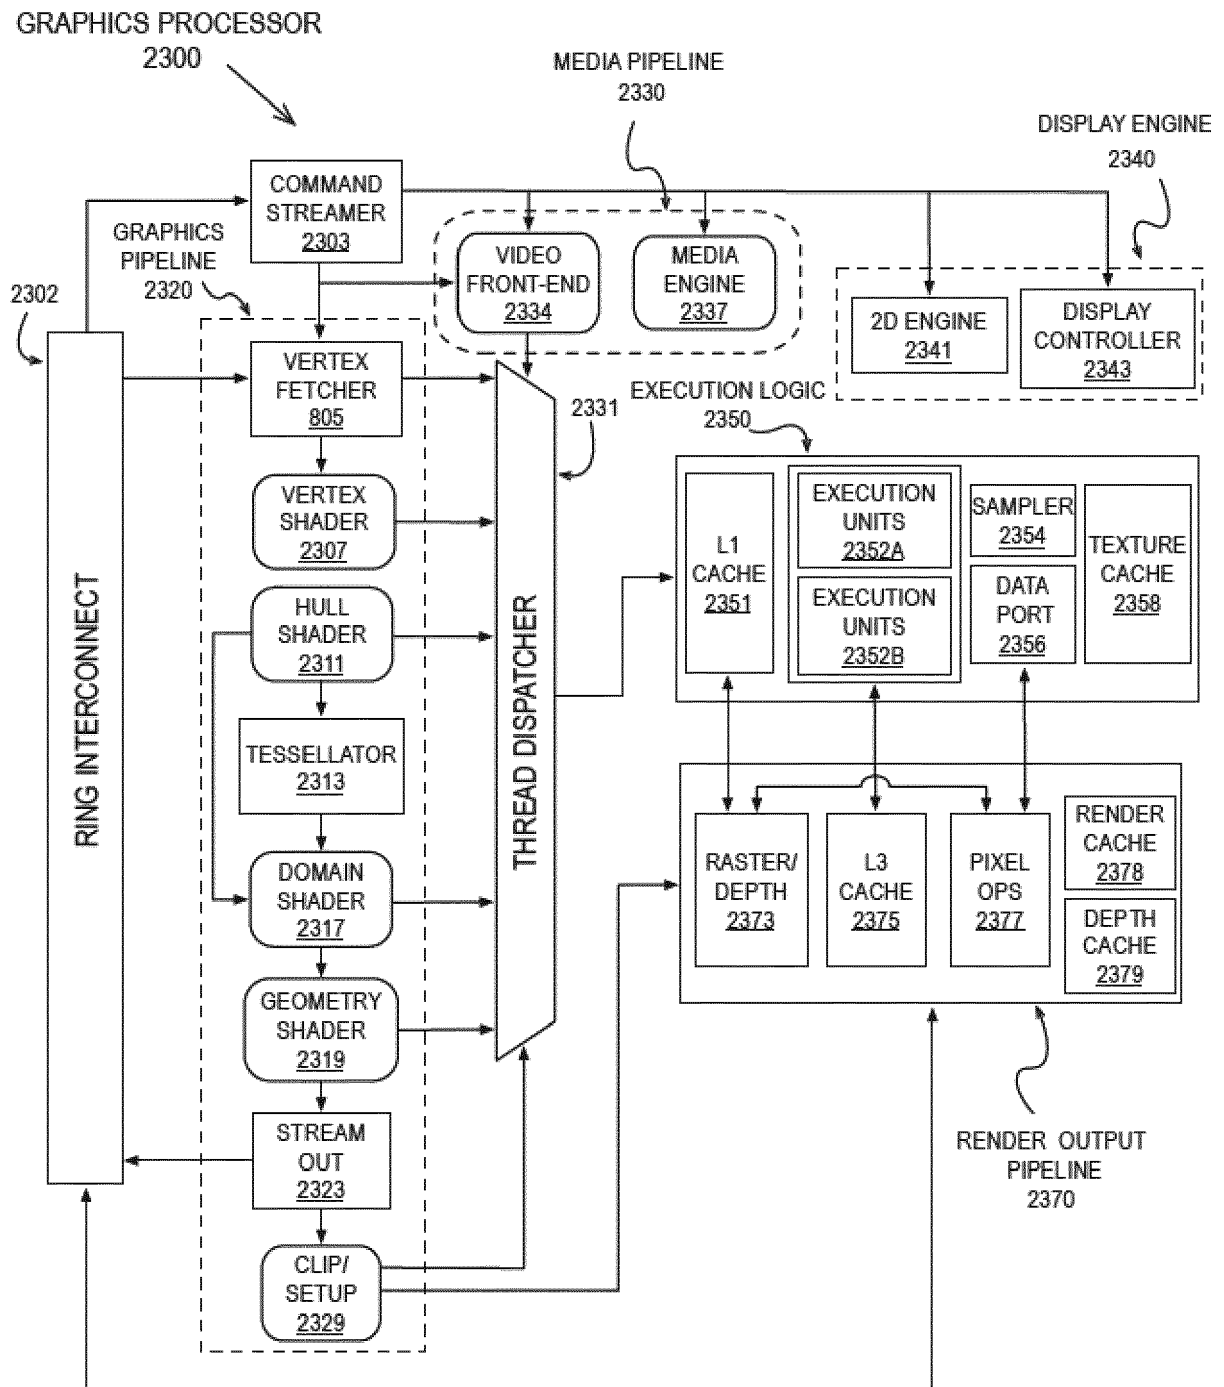 GRAPHICS PROCESSOR
2300
MEDIA PIPELINE
2330
DISPLAY ENGINE
2340
COMMAND
STREAMER
2303
GRAPHICS
PIPELINE
2320
VIDEO
FRONT-END
2334
MEDIA
ENGINE
2337
2D ENGINE
2341
DISPLAY
CONTROLLER
2343
2302
RING INTERCONNECT
VERTEX
FETCHER
805
VERTEX
SHADER
2307
HULL
SHADER
2311
TESSELLATOR
2313
DOMAIN
SHADER
2317
GEOMETRY
SHADER
2319
STREAM
OUT
2323
CLIP/
SETUP
2329
THREAD DISPATCHER
2331
EXECUTION LOGIC
2350
L1
CACHE
2351
EXECUTION
UNITS
2352A
EXECUTION
UNITS
2352B
SAMPLER
2354
DATA
PORT
2356
TEXTURE
CACHE
2358
RASTER/
DEPTH
2373
L3
CACHE
2375
PIXEL
OPS
2377
RENDER
CACHE
2378
DEPTH
CACHE
2379
RENDER OUTPUT
PIPELINE
2370